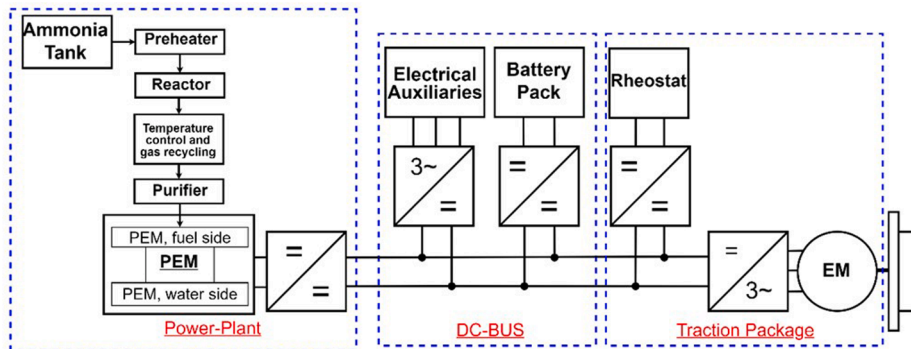 Ammonia
Tank
Preheater
Reactor
Temperature
control and
gas recycling
Purifier
PEM, fuel side
PEM
PEM, water side
=
=
Power-Plant
Electrical
Auxiliaries
3~
=
Battery
Pack
=
=
DC-BUS
Rheostat
=
=
=
3~
EM
Traction Package